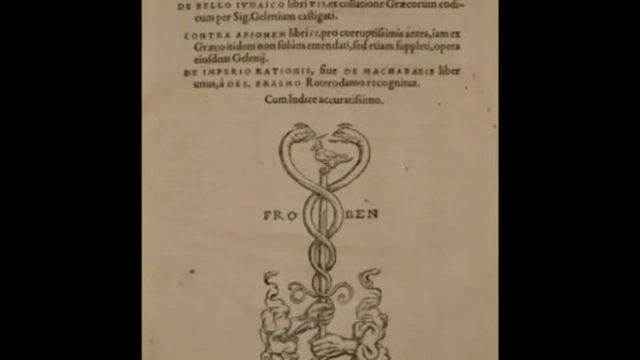 DE BELLO IVDAICO libri VII. ex collatione Græcorum codi-
cum per Sig. Gelenium castigati.
CONTRA APIONEM libri II. pro corruptissimis antea, iam ex
Græco itidem non solùm emendati, sed etiam suppleti, opera
eiusdem Gelenij.
DE IMPERIO RATIONIS, siue DE MACHABAEIS liber
unus, à DES. ERASMO Roterodamo recognitus.
Cum Indice accuratissimo.
FRO BEN